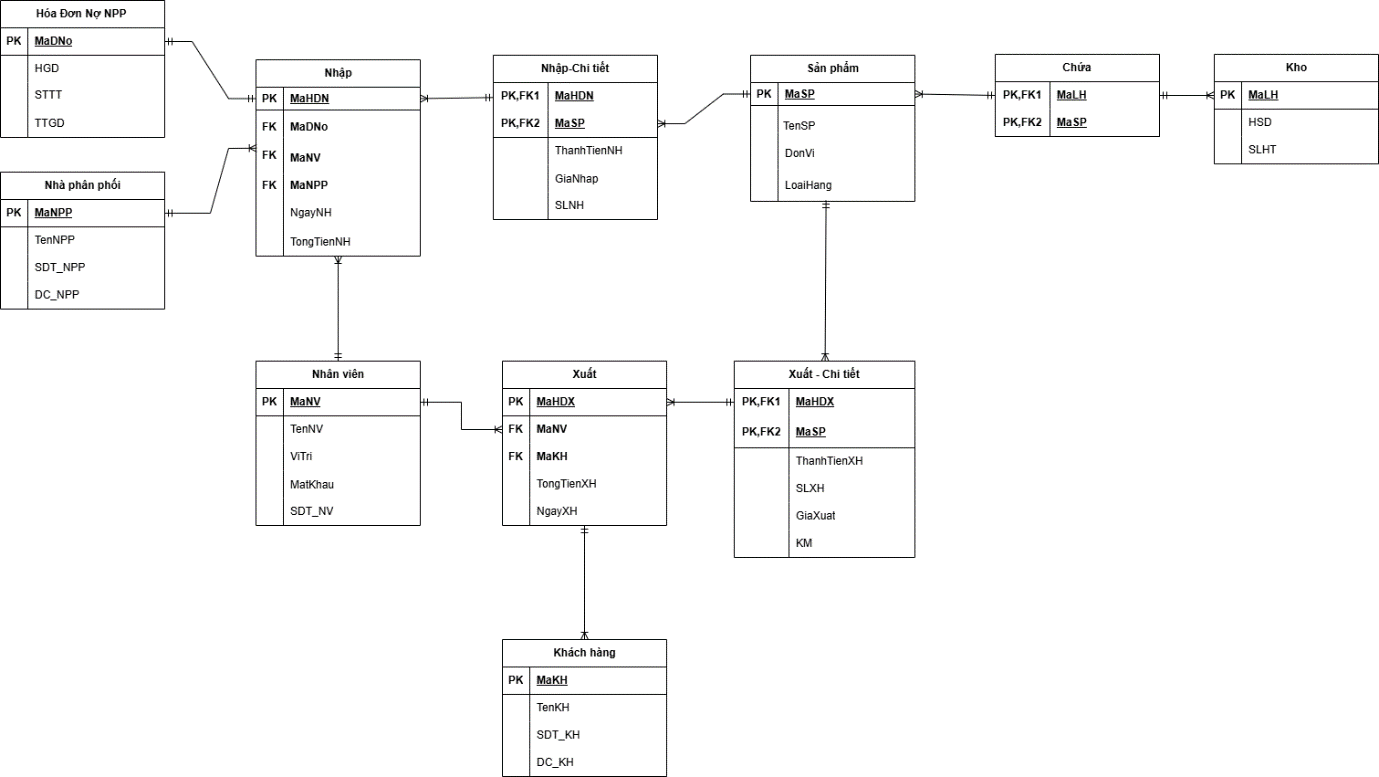 Hóa Đơn Nợ NPP
PK MaDNo
HGD
STTT
TTGD
Nhà phân phối
PK MaNPP
TenNPP
SDT_NPP
DC_NPP
Nhập
PK MaHDN
FK MaDNo
FK MaNV
FK MaNPP
NgayNH
TongTienNH
Nhập-Chi tiết
PK,FK1 MaHDN
PK,FK2 MaSP
ThanhTienNH
GiaNhap
SLNH
Sản phẩm
PK MaSP
TenSP
DonVi
LoaiHang
Chứa
PK,FK1 MaLH
PK,FK2 MaSP
Kho
PK MaLH
HSD
SLHT
Nhân viên
PK MaNV
TenNV
ViTri
MatKhau
SDT_NV
Xuất
PK MaHDX
FK MaNV
FK MaKH
TongTienXH
NgayXH
Xuất - Chi tiết
PK,FK1 MaHDX
PK,FK2 MaSP
ThanhTienXH
SLXH
GiaXuat
KM
Khách hàng
PK MaKH
TenKH
SDT_KH
DC_KH